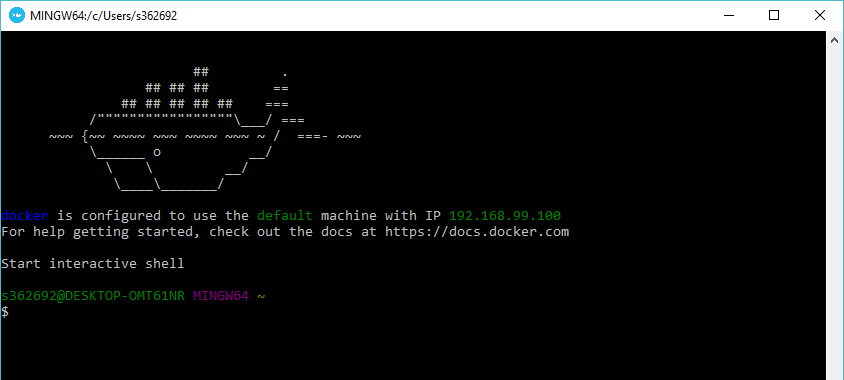 MINGW64:/c/Users/s362692
                        ##         .
                  ## ## ##        ==
               ## ## ## ## ##    ===
           /"""""""""""""""""\___/ ===
      ~~~ {~~ ~~~~ ~~~ ~~~~ ~~~ ~ /  ===- ~~~
           \______ o           __/
             \    \         __/
              \____\_______/
docker is configured to use the default machine with IP 192.168.99.100
For help getting started, check out the docs at https://docs.docker.com
Start interactive shell
s362692@DESKTOP-OMT61NR MINGW64 ~
$